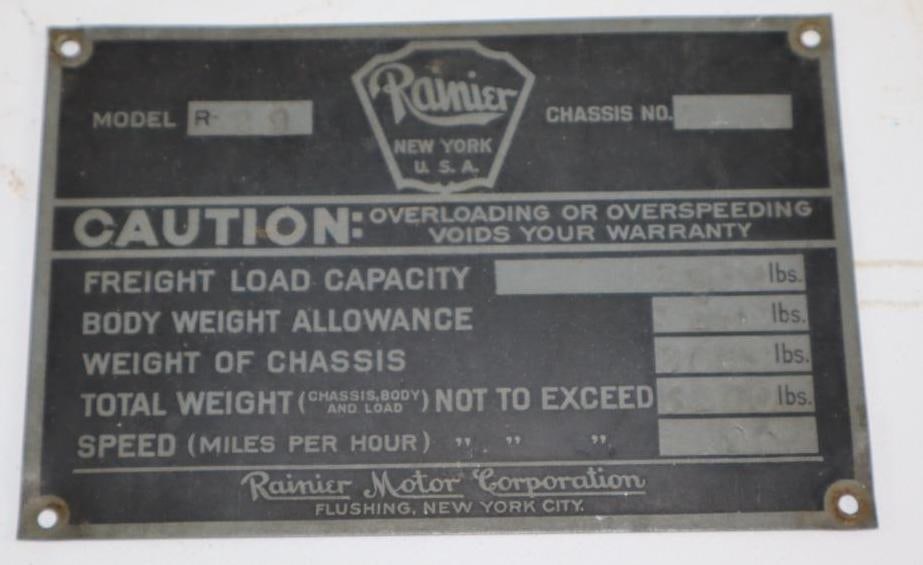 Rainier
NEW YORK
U. S. A.
MODEL R-
CHASSIS NO.
CAUTION: OVERLOADING OR OVERSPEEDING
VOIDS YOUR WARRANTY
FREIGHT LOAD CAPACITY lbs.
BODY WEIGHT ALLOWANCE lbs.
WEIGHT OF CHASSIS lbs.
TOTAL WEIGHT (CHASSIS, BODY AND LOAD) NOT TO EXCEED lbs.
SPEED (MILES PER HOUR) " " "
Rainier Motor Corporation
FLUSHING, NEW YORK CITY.